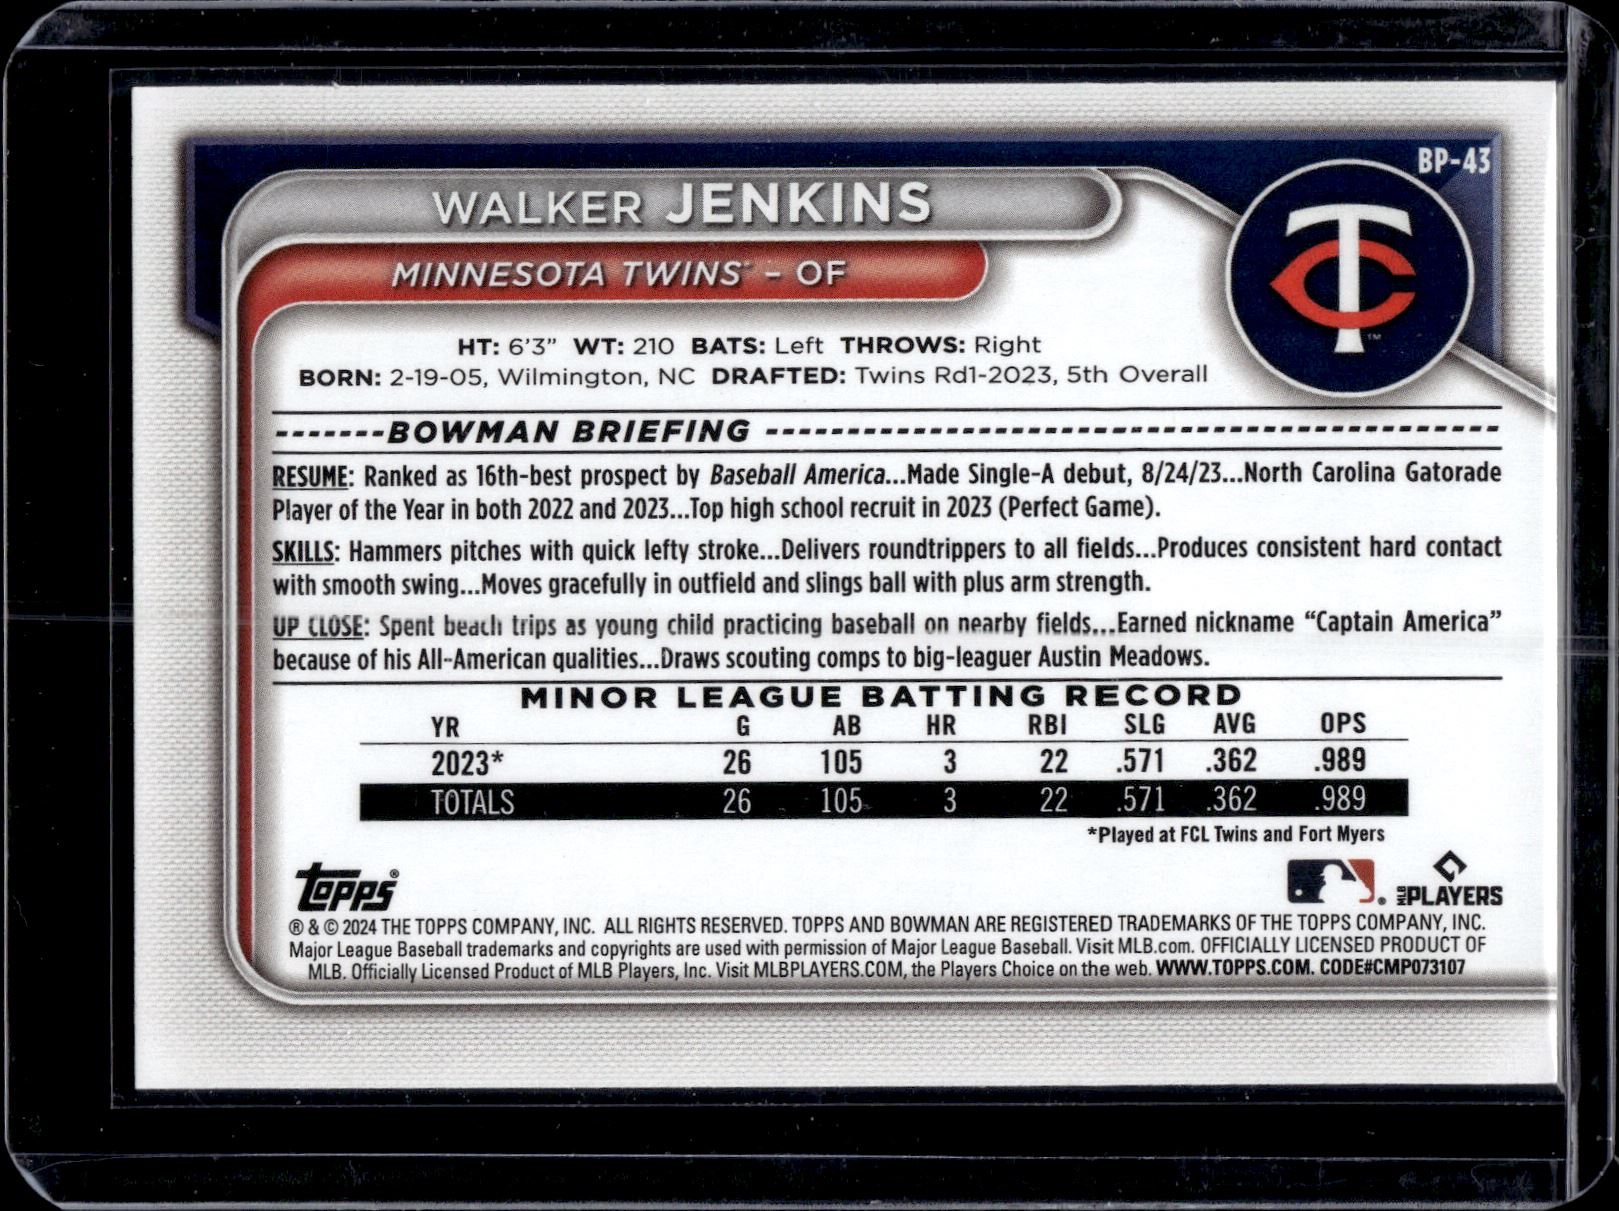 BP-43
WALKER JENKINS
MINNESOTA TWINS™ – OF
TC™
HT: 6'3" WT: 210 BATS: Left THROWS: Right
BORN: 2-19-05, Wilmington, NC DRAFTED: Twins Rd1-2023, 5th Overall
BOWMAN BRIEFING
RESUME: Ranked as 16th-best prospect by Baseball America...Made Single-A debut, 8/24/23...North Carolina Gatorade
Player of the Year in both 2022 and 2023...Top high school recruit in 2023 (Perfect Game).
SKILLS: Hammers pitches with quick lefty stroke...Delivers roundtrippers to all fields...Produces consistent hard contact
with smooth swing...Moves gracefully in outfield and slings ball with plus arm strength.
UP CLOSE: Spent beach trips as young child practicing baseball on nearby fields...Earned nickname “Captain America”
because of his All-American qualities...Draws scouting comps to big-leaguer Austin Meadows.
MINOR LEAGUE BATTING RECORD
YR G AB HR RBI SLG AVG OPS
2023* 26 105 3 22 .571 .362 .989
TOTALS 26 105 3 22 .571 .362 .989
*Played at FCL Twins and Fort Myers
Topps® MLB PLAYERS
® & © 2024 THE TOPPS COMPANY, INC. ALL RIGHTS RESERVED. TOPPS AND BOWMAN ARE REGISTERED TRADEMARKS OF THE TOPPS COMPANY, INC.
Major League Baseball trademarks and copyrights are used with permission of Major League Baseball. Visit MLB.com. OFFICIALLY LICENSED PRODUCT OF
MLB. Officially Licensed Product of MLB Players, Inc. Visit MLBPLAYERS.COM, the Players Choice on the web. WWW.TOPPS.COM. CODE#CMP073107